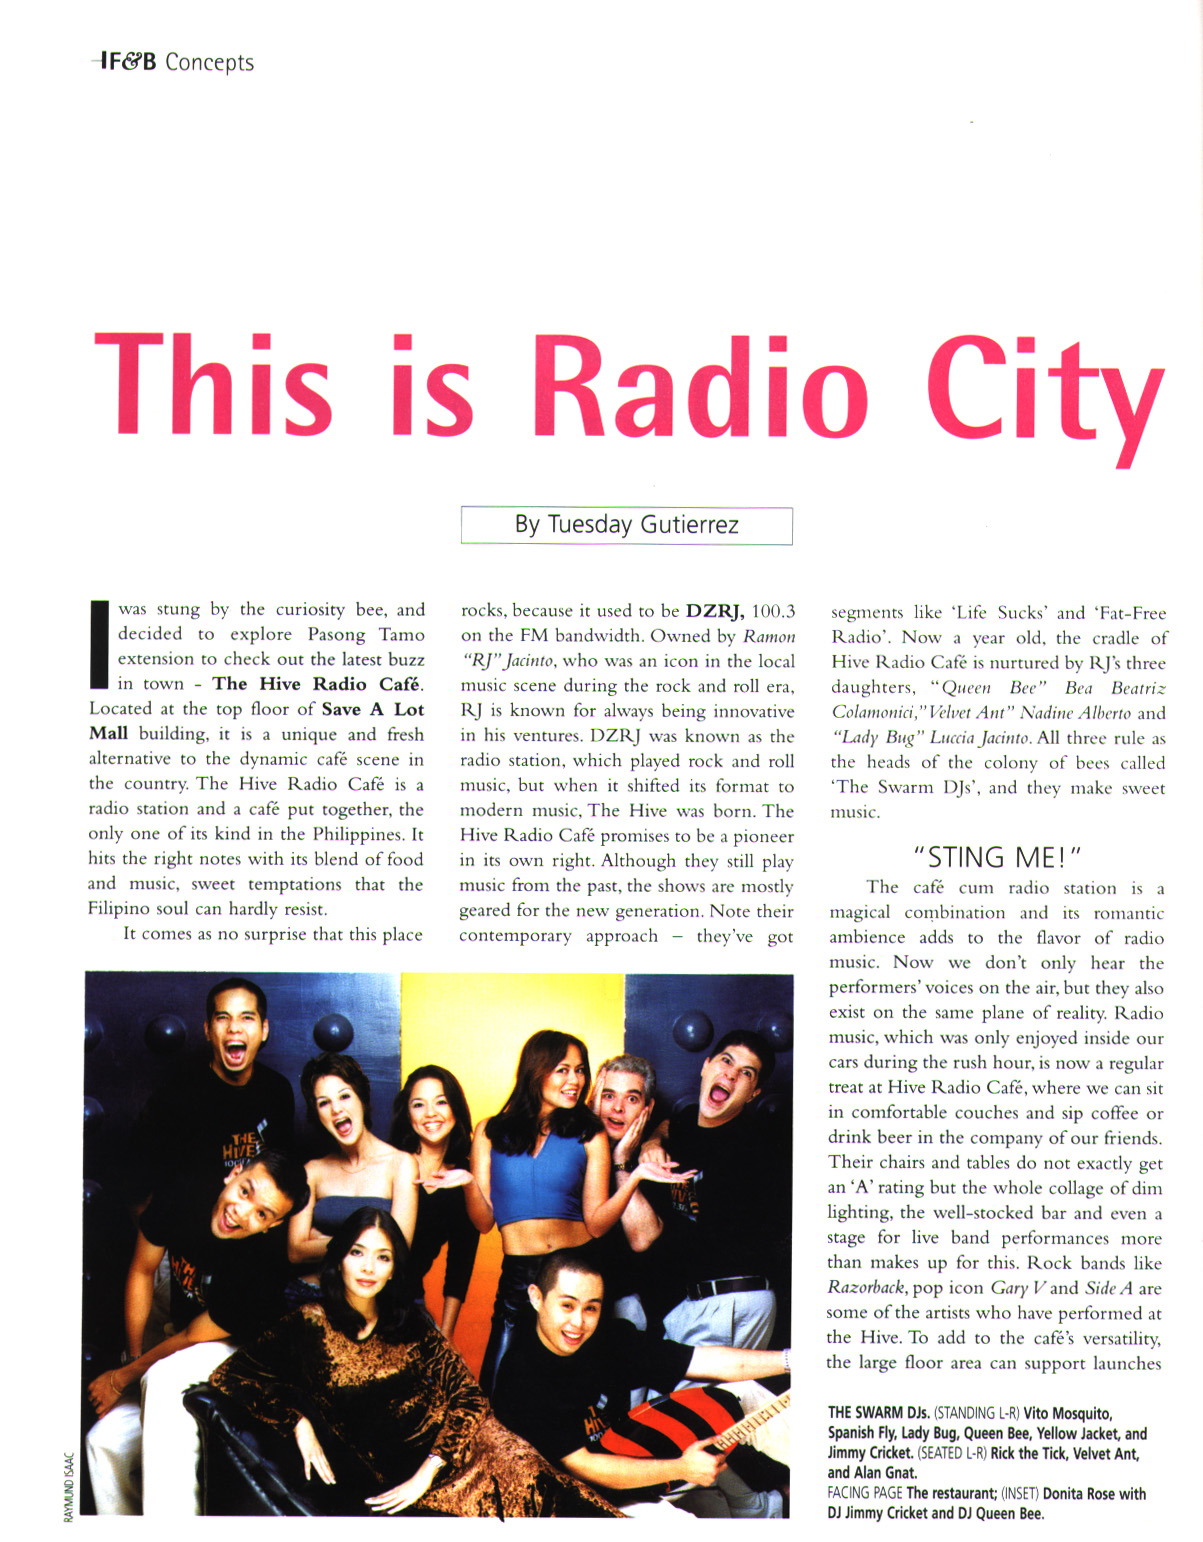 F&B Concepts
This is Radio City
By Tuesday Gutierrez
I was stung by the curiosity bee, and
decided to explore Pasong Tamo
extension to check out the latest buzz
in town - The Hive Radio Café.
Located at the top floor of Save A Lot
Mall building, it is a unique and fresh
alternative to the dynamic café scene in
the country. The Hive Radio Café is a
radio station and a café put together, the
only one of its kind in the Philippines. It
hits the right notes with its blend of food
and music, sweet temptations that the
Filipino soul can hardly resist.
It comes as no surprise that this place
rocks, because it used to be DZRJ, 100.3
on the FM bandwidth. Owned by Ramon
“RJ” Jacinto, who was an icon in the local
music scene during the rock and roll era,
RJ is known for always being innovative
in his ventures. DZRJ was known as the
radio station, which played rock and roll
music, but when it shifted its format to
modern music, The Hive was born. The
Hive Radio Café promises to be a pioneer
in its own right. Although they still play
music from the past, the shows are mostly
geared for the new generation. Note their
contemporary approach – they’ve got
segments like ‘Life Sucks’ and ‘Fat-Free
Radio’. Now a year old, the cradle of
Hive Radio Café is nurtured by RJ’s three
daughters, “Queen Bee” Bea Beatriz
Colamonici,” Velvet Ant” Nadine Alberto and
“Lady Bug” Luccia Jacinto. All three rule as
the heads of the colony of bees called
‘The Swarm DJs’, and they make sweet
music.
“STING ME!”
The café cum radio station is a
magical combination and its romantic
ambience adds to the flavor of radio
music. Now we don’t only hear the
performers’ voices on the air, but they also
exist on the same plane of reality. Radio
music, which was only enjoyed inside our
cars during the rush hour, is now a regular
treat at Hive Radio Café, where we can sit
in comfortable couches and sip coffee or
drink beer in the company of our friends.
Their chairs and tables do not exactly get
an ‘A’ rating but the whole collage of dim
lighting, the well-stocked bar and even a
stage for live band performances more
than makes up for this. Rock bands like
Razorback, pop icon Gary V and Side A are
some of the artists who have performed at
the Hive. To add to the café’s versatility,
the large floor area can support launches
THE HIVE
RAYMUND ISAAC
THE SWARM DJs. (STANDING L-R) Vito Mosquito,
Spanish Fly, Lady Bug, Queen Bee, Yellow Jacket, and
Jimmy Cricket. (SEATED L-R) Rick the Tick, Velvet Ant,
and Alan Gnat.
FACING PAGE The restaurant; (INSET) Donita Rose with
DJ Jimmy Cricket and DJ Queen Bee.